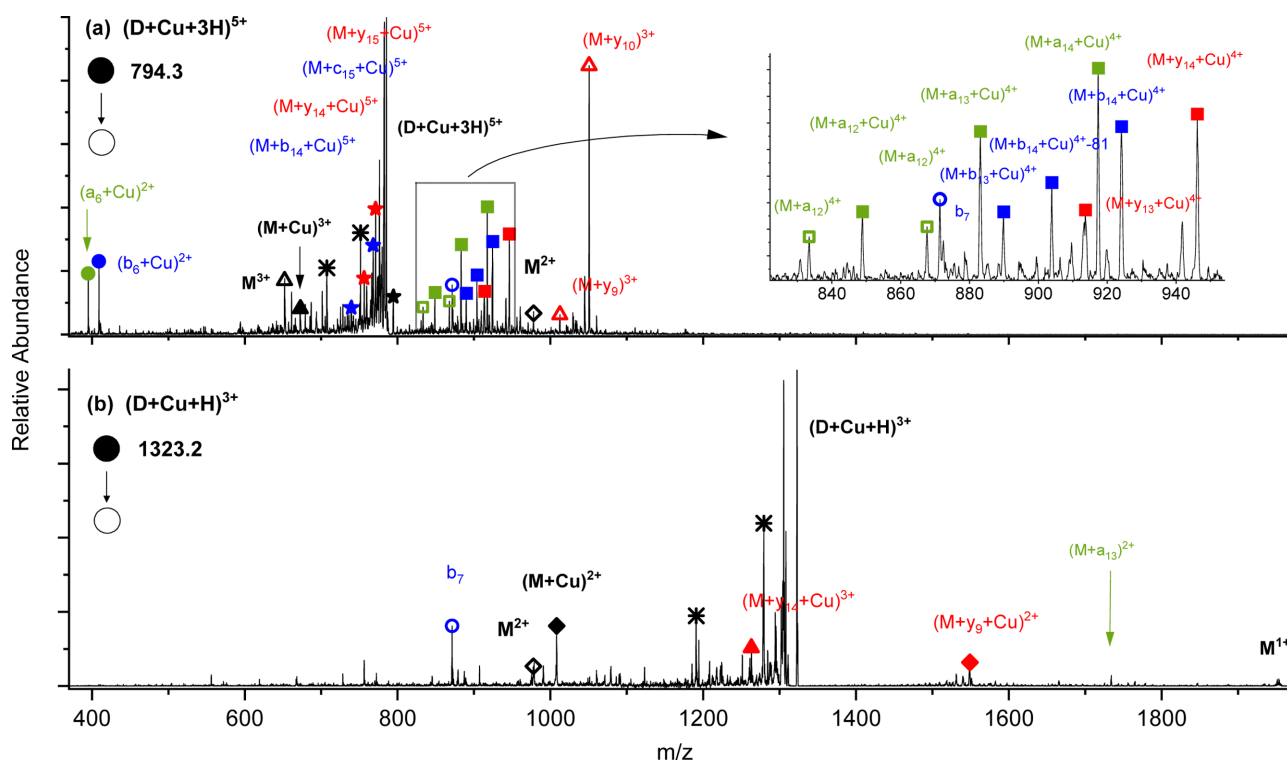 (a) (D+Cu+3H)⁵⁺
794.3
(a₆+Cu)²⁺
(b₆+Cu)²⁺
M³⁺
(M+Cu)³⁺
(M+y₁₅+Cu)⁵⁺
(M+c₁₅+Cu)⁵⁺
(M+y₁₄+Cu)⁵⁺
(M+b₁₄+Cu)⁵⁺
(D+Cu+3H)⁵⁺
M²⁺
(M+y₁₀)³⁺
(M+y₉)³⁺
(M+a₁₄+Cu)⁴⁺
(M+y₁₄+Cu)⁴⁺
(M+a₁₃+Cu)⁴⁺
(M+b₁₄+Cu)⁴⁺
(M+a₁₂+Cu)⁴⁺
(M+b₁₄+Cu)⁴⁺-81
(M+a₁₂)⁴⁺
(M+b₁₃+Cu)⁴⁺
(M+a₁₂)⁴⁺
b₇
(M+y₁₃+Cu)⁴⁺
840 860 880 900 920 940
Relative Abundance
(b) (D+Cu+H)³⁺
1323.2
b₇
M²⁺
(M+Cu)²⁺
(M+y₁₄+Cu)³⁺
(D+Cu+H)³⁺
(M+y₉+Cu)²⁺
(M+a₁₃)²⁺
M¹⁺
400 600 800 1000 1200 1400 1600 1800
m/z